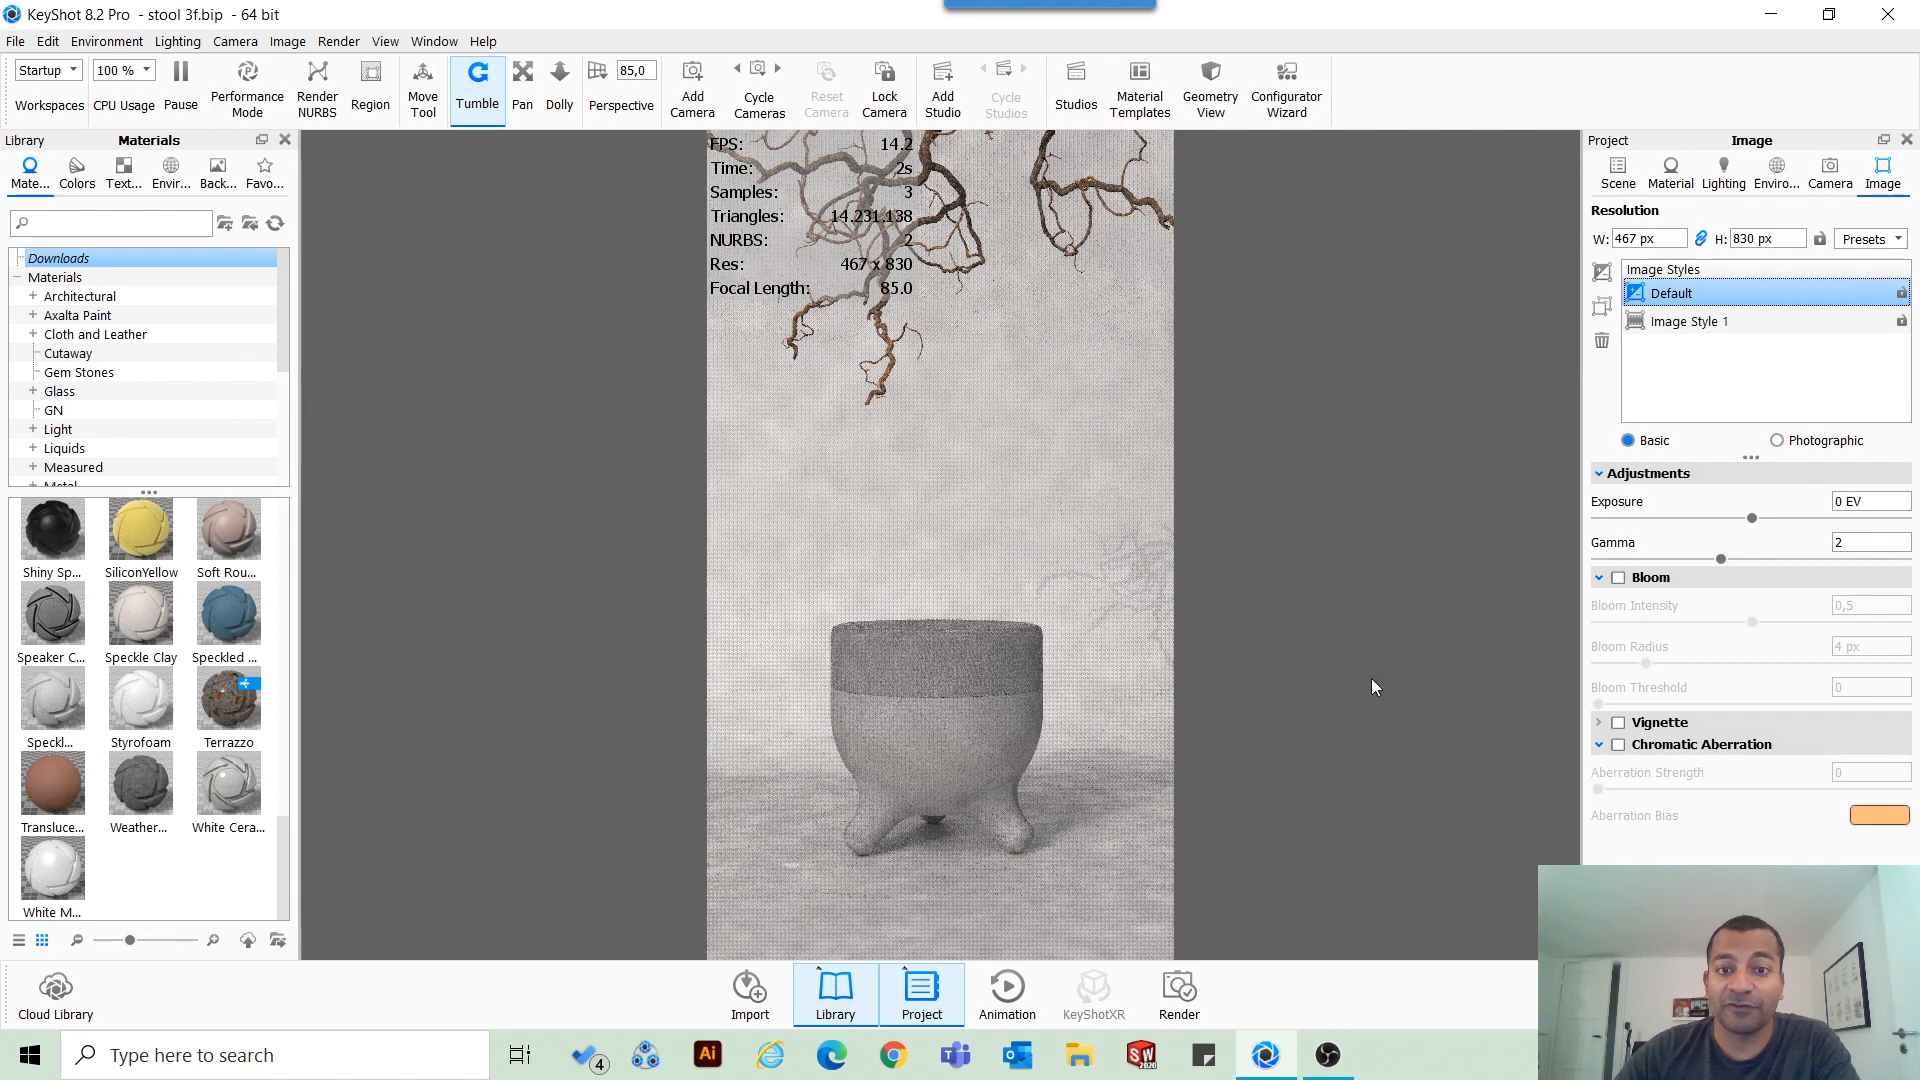 KeyShot 8.2 Pro  - stool 3f.bip  - 64 bit
File Edit Environment Lighting Camera Image Render View Window Help
Startup 100 % 85,0
Workspaces CPU Usage Pause Performance Mode Render NURBS Region Move Tool Tumble Pan Dolly Perspective Add Camera Cycle Cameras Reset Camera Lock Camera Add Studio Cycle Studios Studios Material Templates Geometry View Configurator Wizard
Library Materials
Mate... Colors Text... Envir... Back... Favo...
Downloads
Materials
Architectural
Axalta Paint
Cloth and Leather
Cutaway
Gem Stones
Glass
GN
Light
Liquids
Measured
Metal
Shiny Sp... SiliconYellow Soft Rou...
Speaker C... Speckle Clay Speckled ...
Speckl... Styrofoam Terrazzo
Transluce... Weather... White Cera...
White M...
FPS: 14.2
Time: 2s
Samples: 3
Triangles: 14.231.138
NURBS: 2
Res: 467 x 830
Focal Length: 85.0
Project Image
Scene Material Lighting Enviro... Camera Image
Resolution
W: 467 px H: 830 px Presets
Image Styles
Default
Image Style 1
Basic Photographic
Adjustments
Exposure 0 EV
Gamma 2
Bloom
Bloom Intensity 0,5
Bloom Radius 4 px
Bloom Threshold 0
Vignette
Chromatic Aberration
Aberration Strength 0
Aberration Bias
Cloud Library Import Library Project Animation KeyShotXR Render
Type here to search
4
Ai
SW
2020